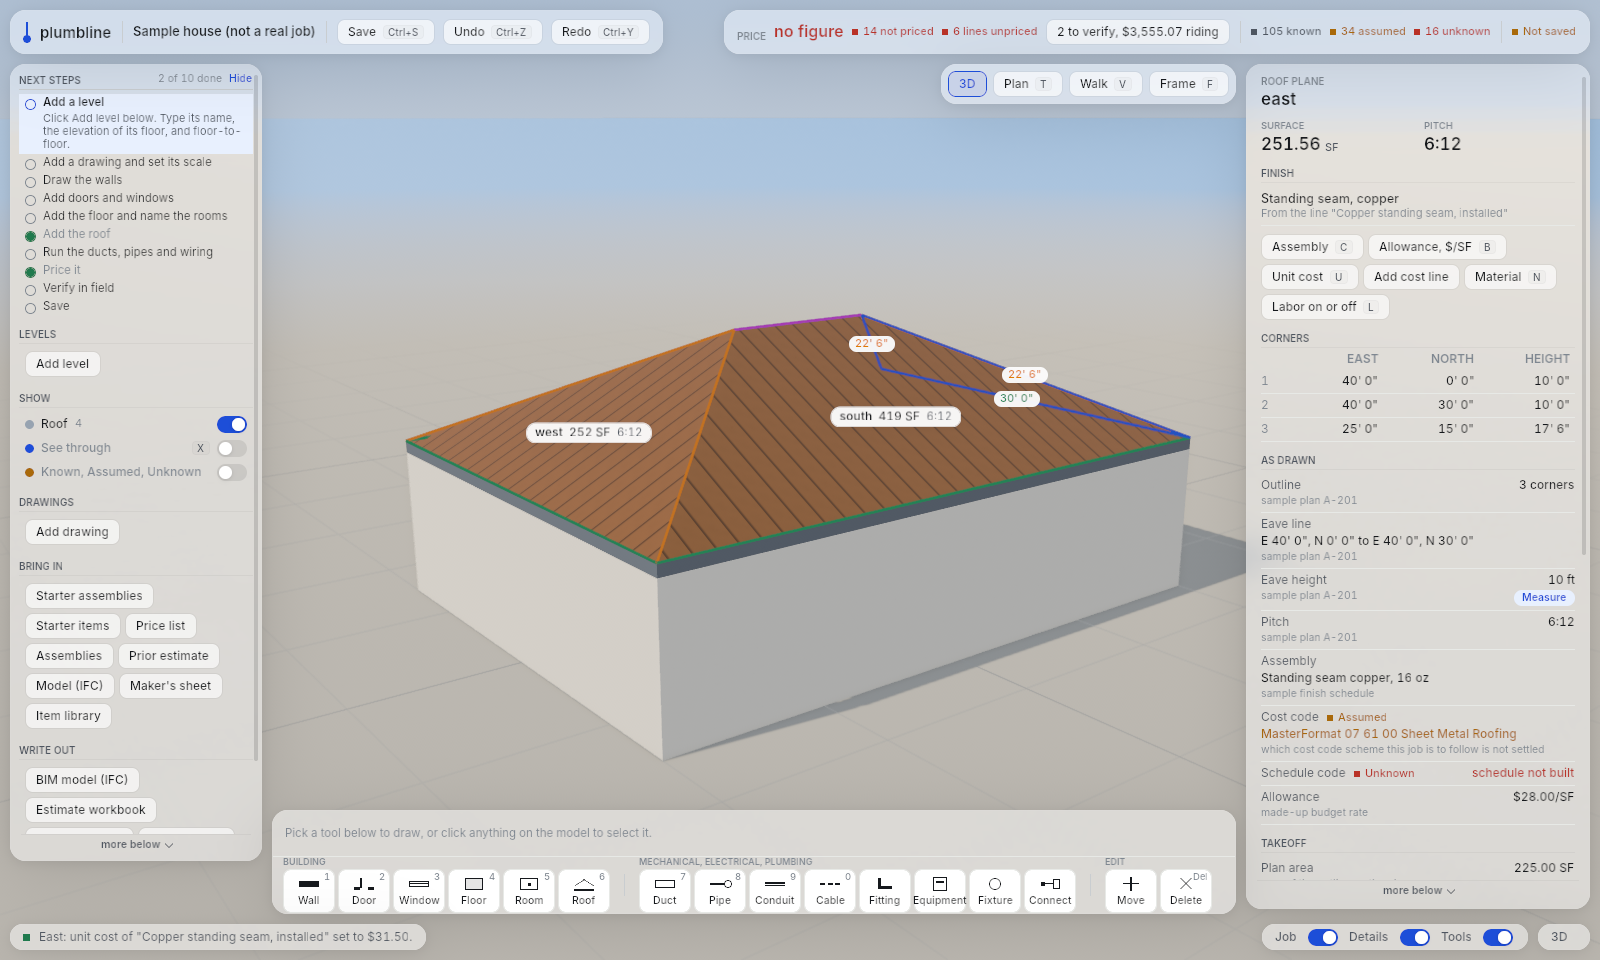 plumbline
Sample house (not a real job)
Save Ctrl+S
Undo Ctrl+Z
Redo Ctrl+Y
PRICE no figure
14 not priced
6 lines unpriced
2 to verify, $3,555.07 riding
105 known
34 assumed
16 unknown
Not saved
NEXT STEPS
2 of 10 done
Hide
Add a level
Click Add level below. Type its name,
the elevation of its floor, and floor-to-
floor.
Add a drawing and set its scale
Draw the walls
Add doors and windows
Add the floor and name the rooms
Add the roof
Run the ducts, pipes and wiring
Price it
Verify in field
Save
LEVELS
Add level
SHOW
Roof 4
See through X
Known, Assumed, Unknown
DRAWINGS
Add drawing
BRING IN
Starter assemblies
Starter items
Price list
Assemblies
Prior estimate
Model (IFC)
Maker's sheet
Item library
WRITE OUT
BIM model (IFC)
Estimate workbook
more below
3D
Plan T
Walk V
Frame F
22' 6"
22' 6"
30' 0"
south 419 SF 6:12
west 252 SF 6:12
ROOF PLANE
east
SURFACE
PITCH
251.56 SF
6:12
FINISH
Standing seam, copper
From the line "Copper standing seam, installed"
Assembly C
Allowance, $/SF B
Unit cost U
Add cost line
Material N
Labor on or off L
CORNERS
EAST NORTH HEIGHT
1 40' 0" 0' 0" 10' 0"
2 40' 0" 30' 0" 10' 0"
3 25' 0" 15' 0" 17' 6"
AS DRAWN
Outline 3 corners
sample plan A-201
Eave line
E 40' 0", N 0' 0" to E 40' 0", N 30' 0"
sample plan A-201
Eave height 10 ft
sample plan A-201
Measure
Pitch 6:12
sample plan A-201
Assembly
Standing seam copper, 16 oz
sample finish schedule
Cost code Assumed
MasterFormat 07 61 00 Sheet Metal Roofing
which cost code scheme this job is to follow is not settled
Schedule code Unknown schedule not built
Allowance $28.00/SF
made-up budget rate
TAKEOFF
Plan area 225.00 SF
more below
Pick a tool below to draw, or click anything on the model to select it.
BUILDING
Wall 1
Door 2
Window 3
Floor 4
Room 5
Roof 6
MECHANICAL, ELECTRICAL, PLUMBING
Duct 7
Pipe 8
Conduit 9
Cable 0
Fitting
Equipment
Fixture
Connect
EDIT
Move
Delete Del
East: unit cost of "Copper standing seam, installed" set to $31.50.
Job
Details
Tools
3D